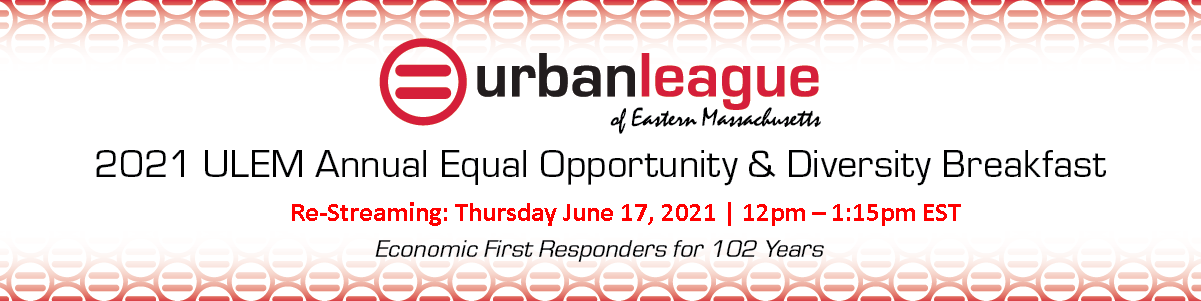 urbanleague
of Eastern Massachusetts
2021 ULEM Annual Equal Opportunity & Diversity Breakfast
Re-Streaming: Thursday June 17, 2021 | 12pm – 1:15pm EST
Economic First Responders for 102 Years